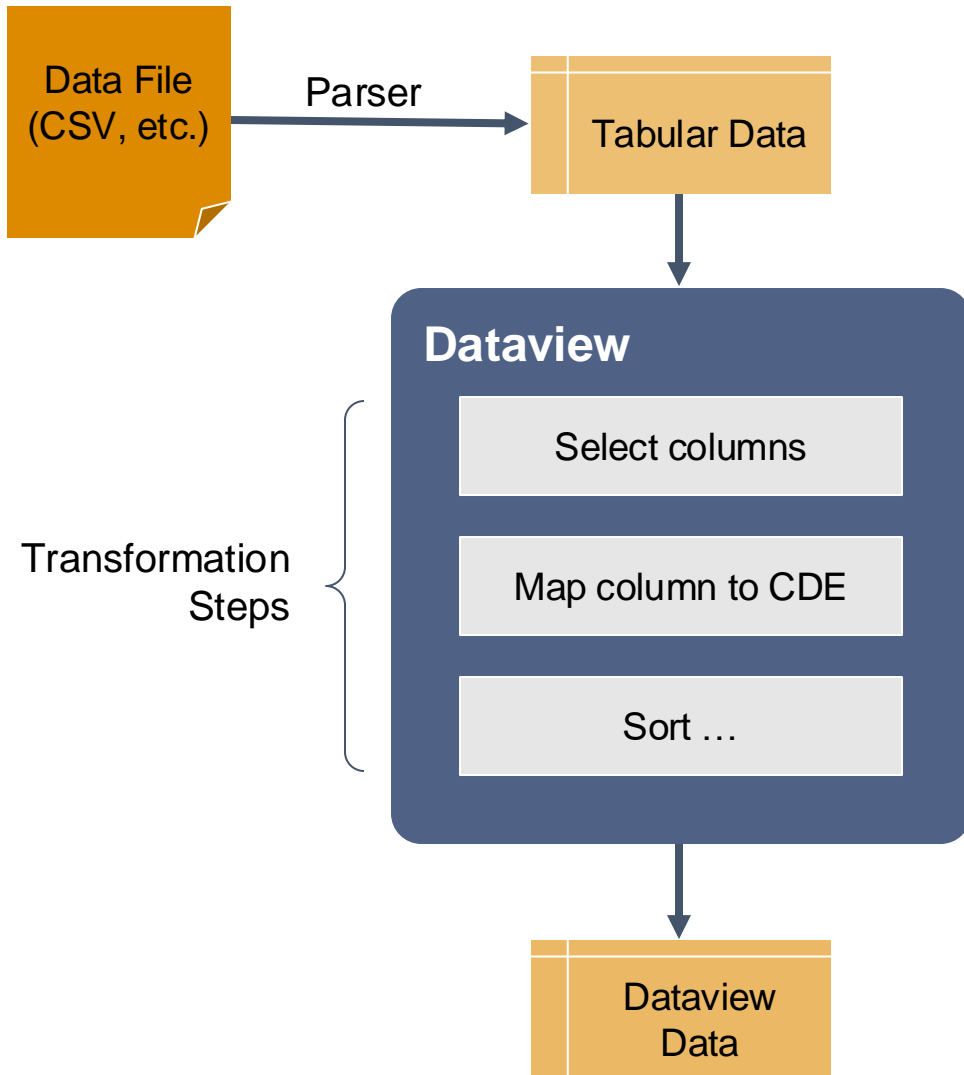 Data File
(CSV, etc.)
Parser
Tabular Data
Dataview
Select columns
Transformation
Steps
Map column to CDE
Sort …
Dataview
Data